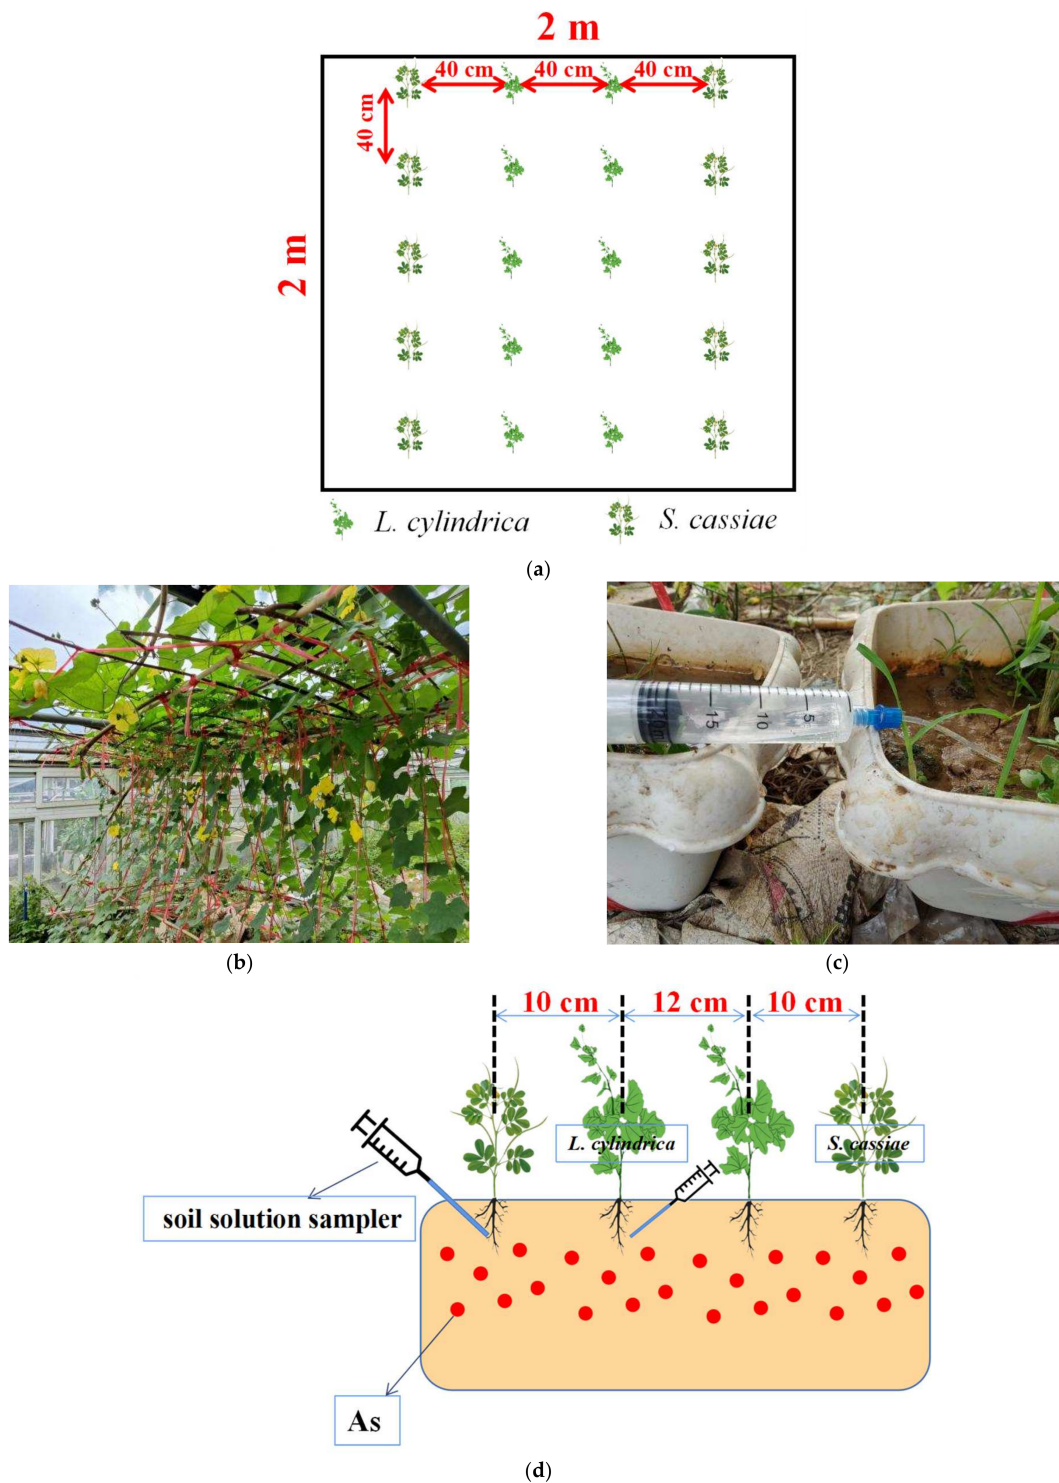 2 m
40 cm
40 cm
40 cm
40 cm
2 m
L. cylindrica
S. cassiae
(a)
15
10
5
(b)
(c)
10 cm
12 cm
10 cm
L. cylindrica
S. cassiae
soil solution sampler
As
(d)